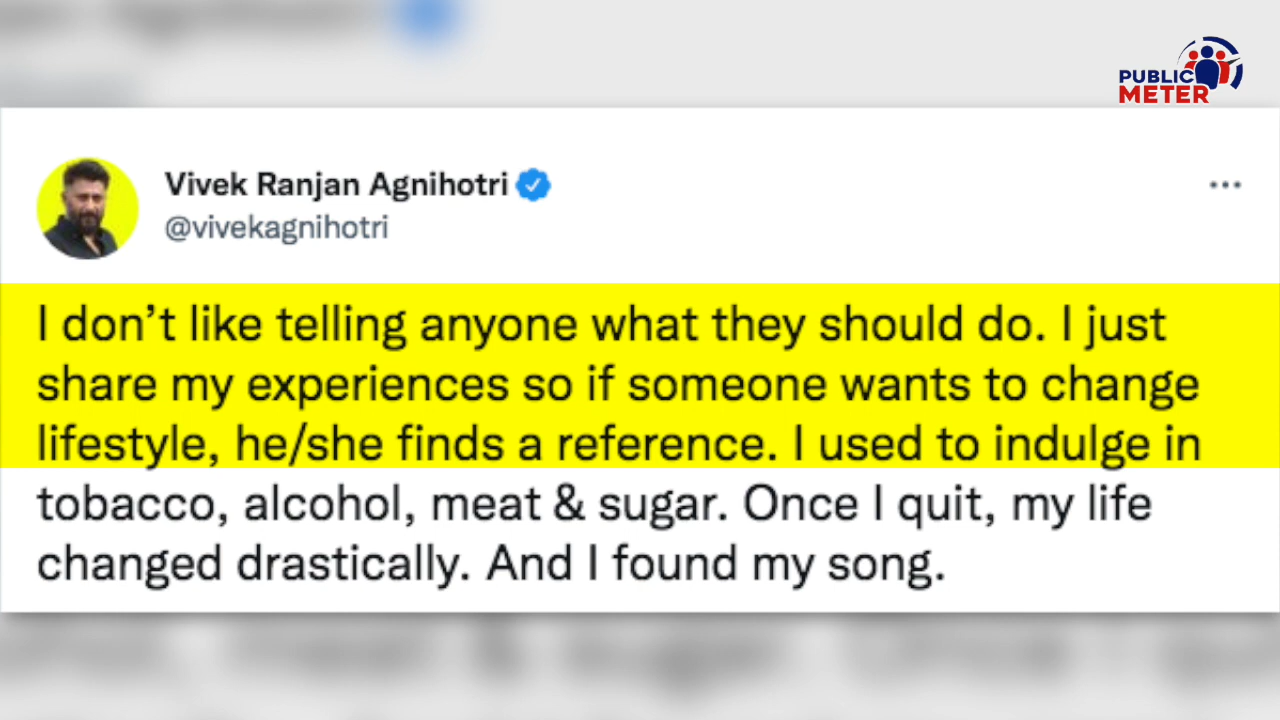 PUBLIC
METER
Vivek Ranjan Agnihotri
@vivekagnihotri
I don’t like telling anyone what they should do. I just
share my experiences so if someone wants to change
lifestyle, he/she finds a reference. I used to indulge in
tobacco, alcohol, meat & sugar. Once I quit, my life
changed drastically. And I found my song.